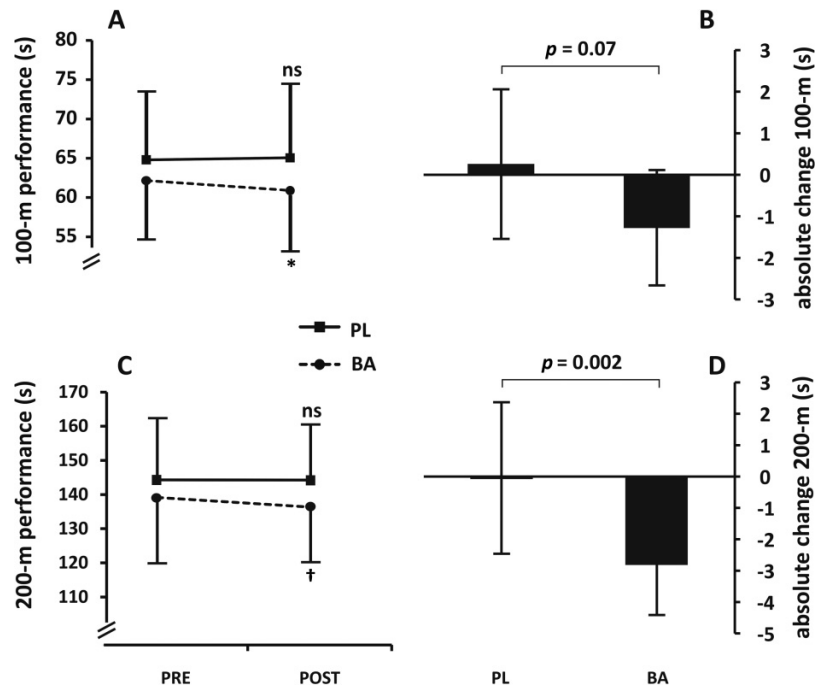 A
100-m performance (s)
80
75
70
65
60
55
ns
*
B
p = 0.07
absolute change 100-m (s)
3
2
1
0
-1
-2
-3
PL
BA
C
200-m performance (s)
170
160
150
140
130
120
110
ns
†
PRE
POST
D
p = 0.002
absolute change 200-m (s)
3
2
1
0
-1
-2
-3
-4
-5
PL
BA